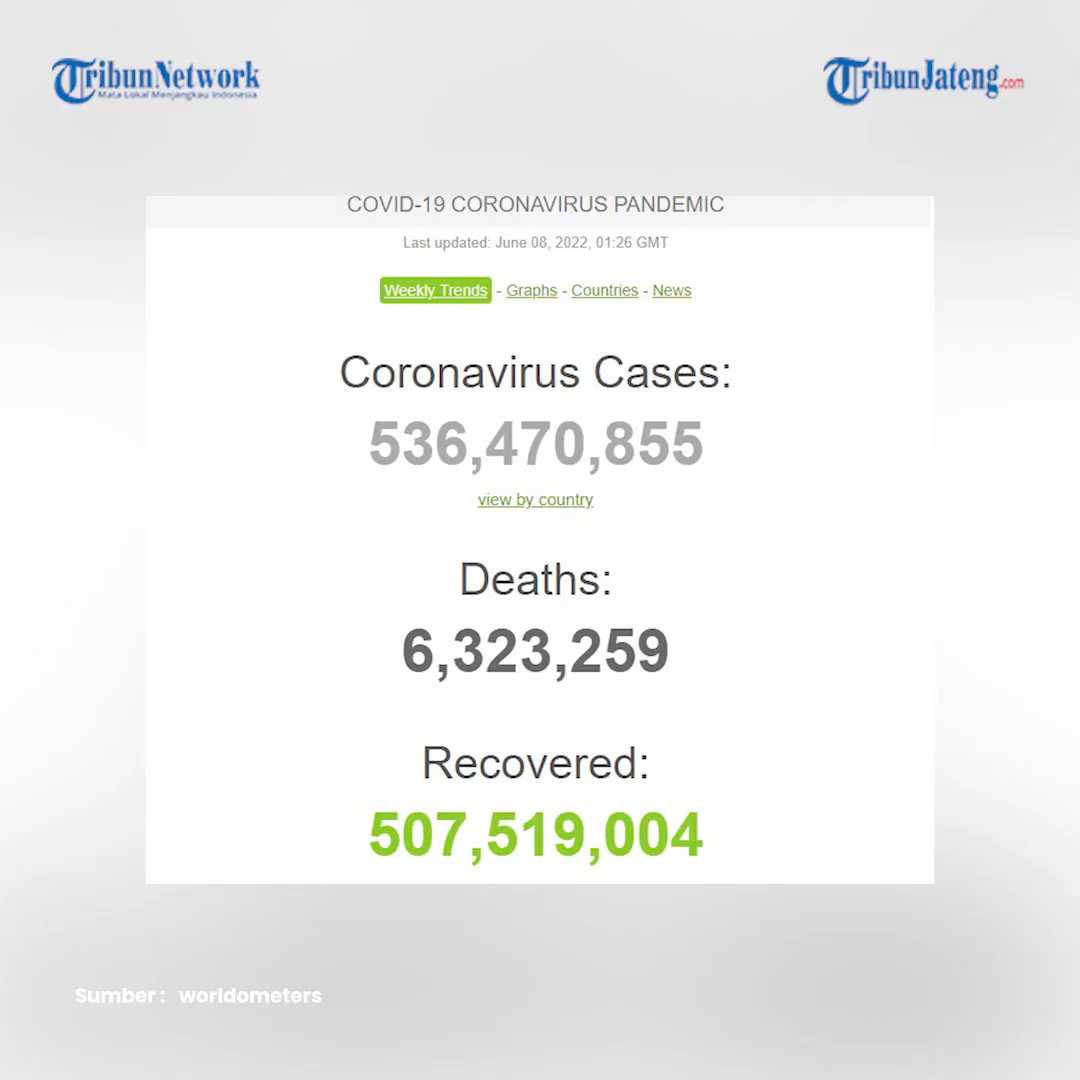 TribunNetwork
Mata Lokal Menjangkau Indonesia
TribunJateng.com
COVID-19 CORONAVIRUS PANDEMIC
Last updated: June 08, 2022, 01:26 GMT
Weekly Trends - Graphs - Countries - News
Coronavirus Cases:
536,470,855
view by country
Deaths:
6,323,259
Recovered:
507,519,004
Sumber : worldometers